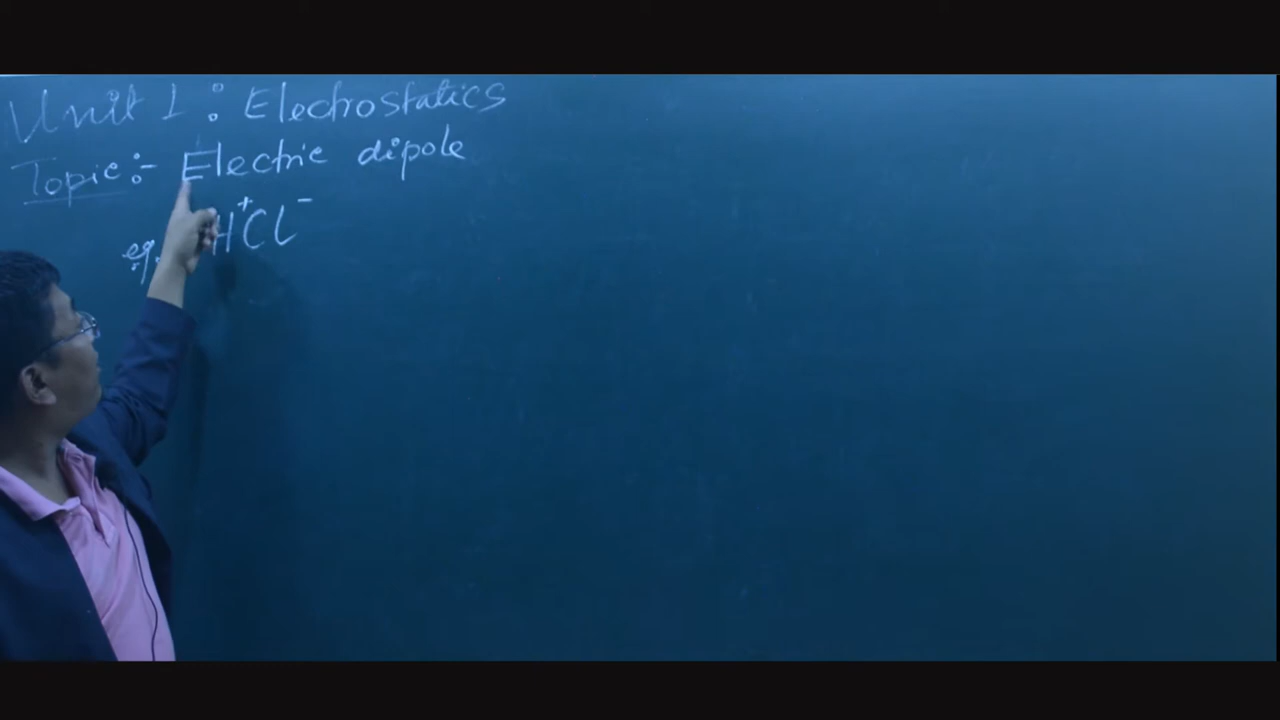 Unit 1 : Electrostatics
Topic :- Electric dipole
eg. H⁺Cl⁻